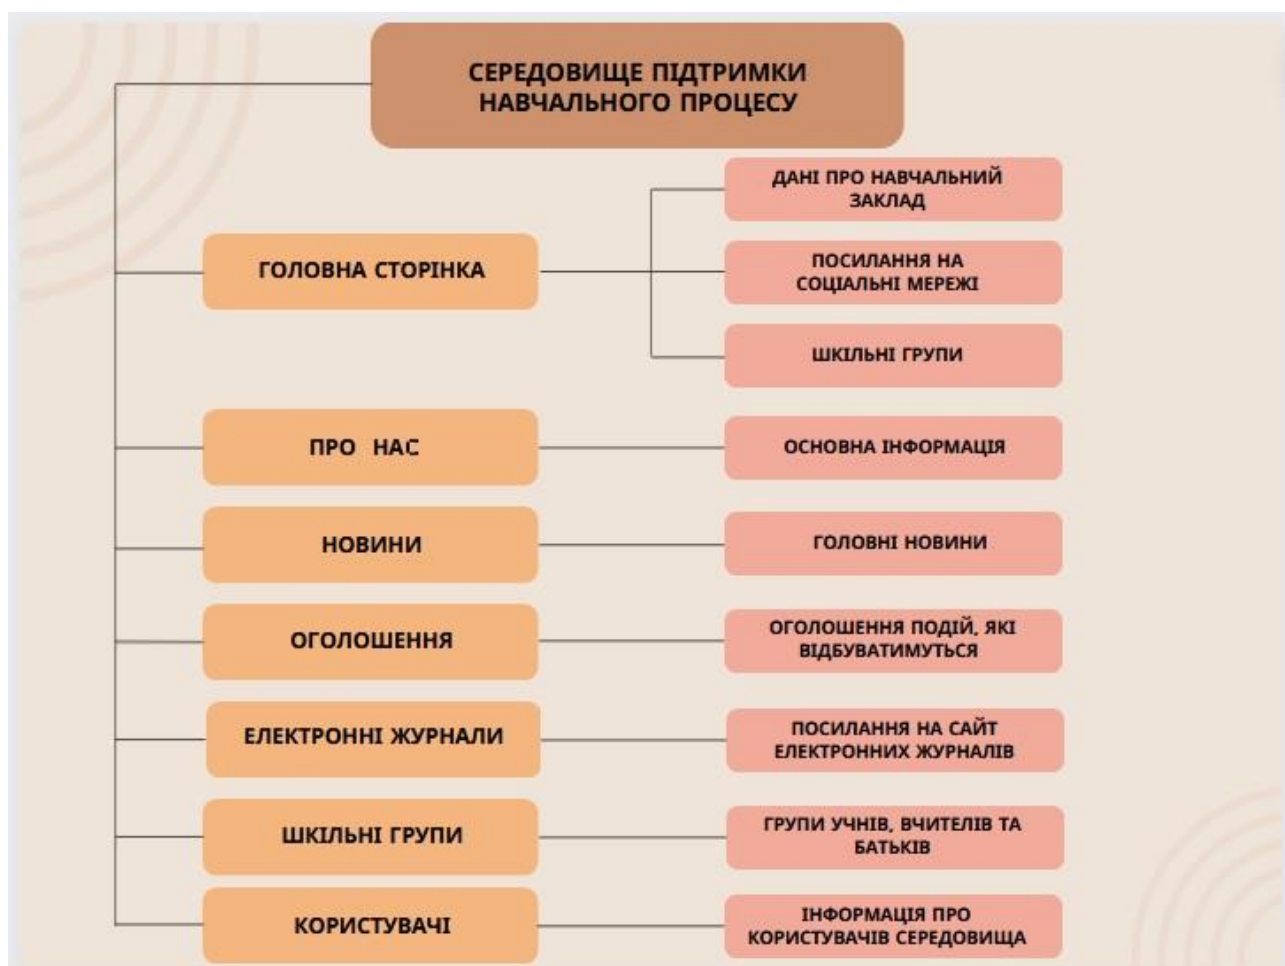 СЕРЕДОВИЩЕ ПІДТРИМКИ
НАВЧАЛЬНОГО ПРОЦЕСУ
ГОЛОВНА СТОРІНКА
ДАНІ ПРО НАВЧАЛЬНИЙ
ЗАКЛАД
ПОСИЛАННЯ НА
СОЦІАЛЬНІ МЕРЕЖІ
ШКІЛЬНІ ГРУПИ
ПРО НАС
ОСНОВНА ІНФОРМАЦІЯ
НОВИНИ
ГОЛОВНІ НОВИНИ
ОГОЛОШЕННЯ
ОГОЛОШЕННЯ ПОДІЙ, ЯКІ
ВІДБУВАТИМУТЬСЯ
ЕЛЕКТРОННІ ЖУРНАЛИ
ПОСИЛАННЯ НА САЙТ
ЕЛЕКТРОННИХ ЖУРНАЛІВ
ШКІЛЬНІ ГРУПИ
ГРУПИ УЧНІВ, ВЧИТЕЛІВ ТА
БАТЬКІВ
КОРИСТУВАЧІ
ІНФОРМАЦІЯ ПРО
КОРИСТУВАЧІВ СЕРЕДОВИЩА